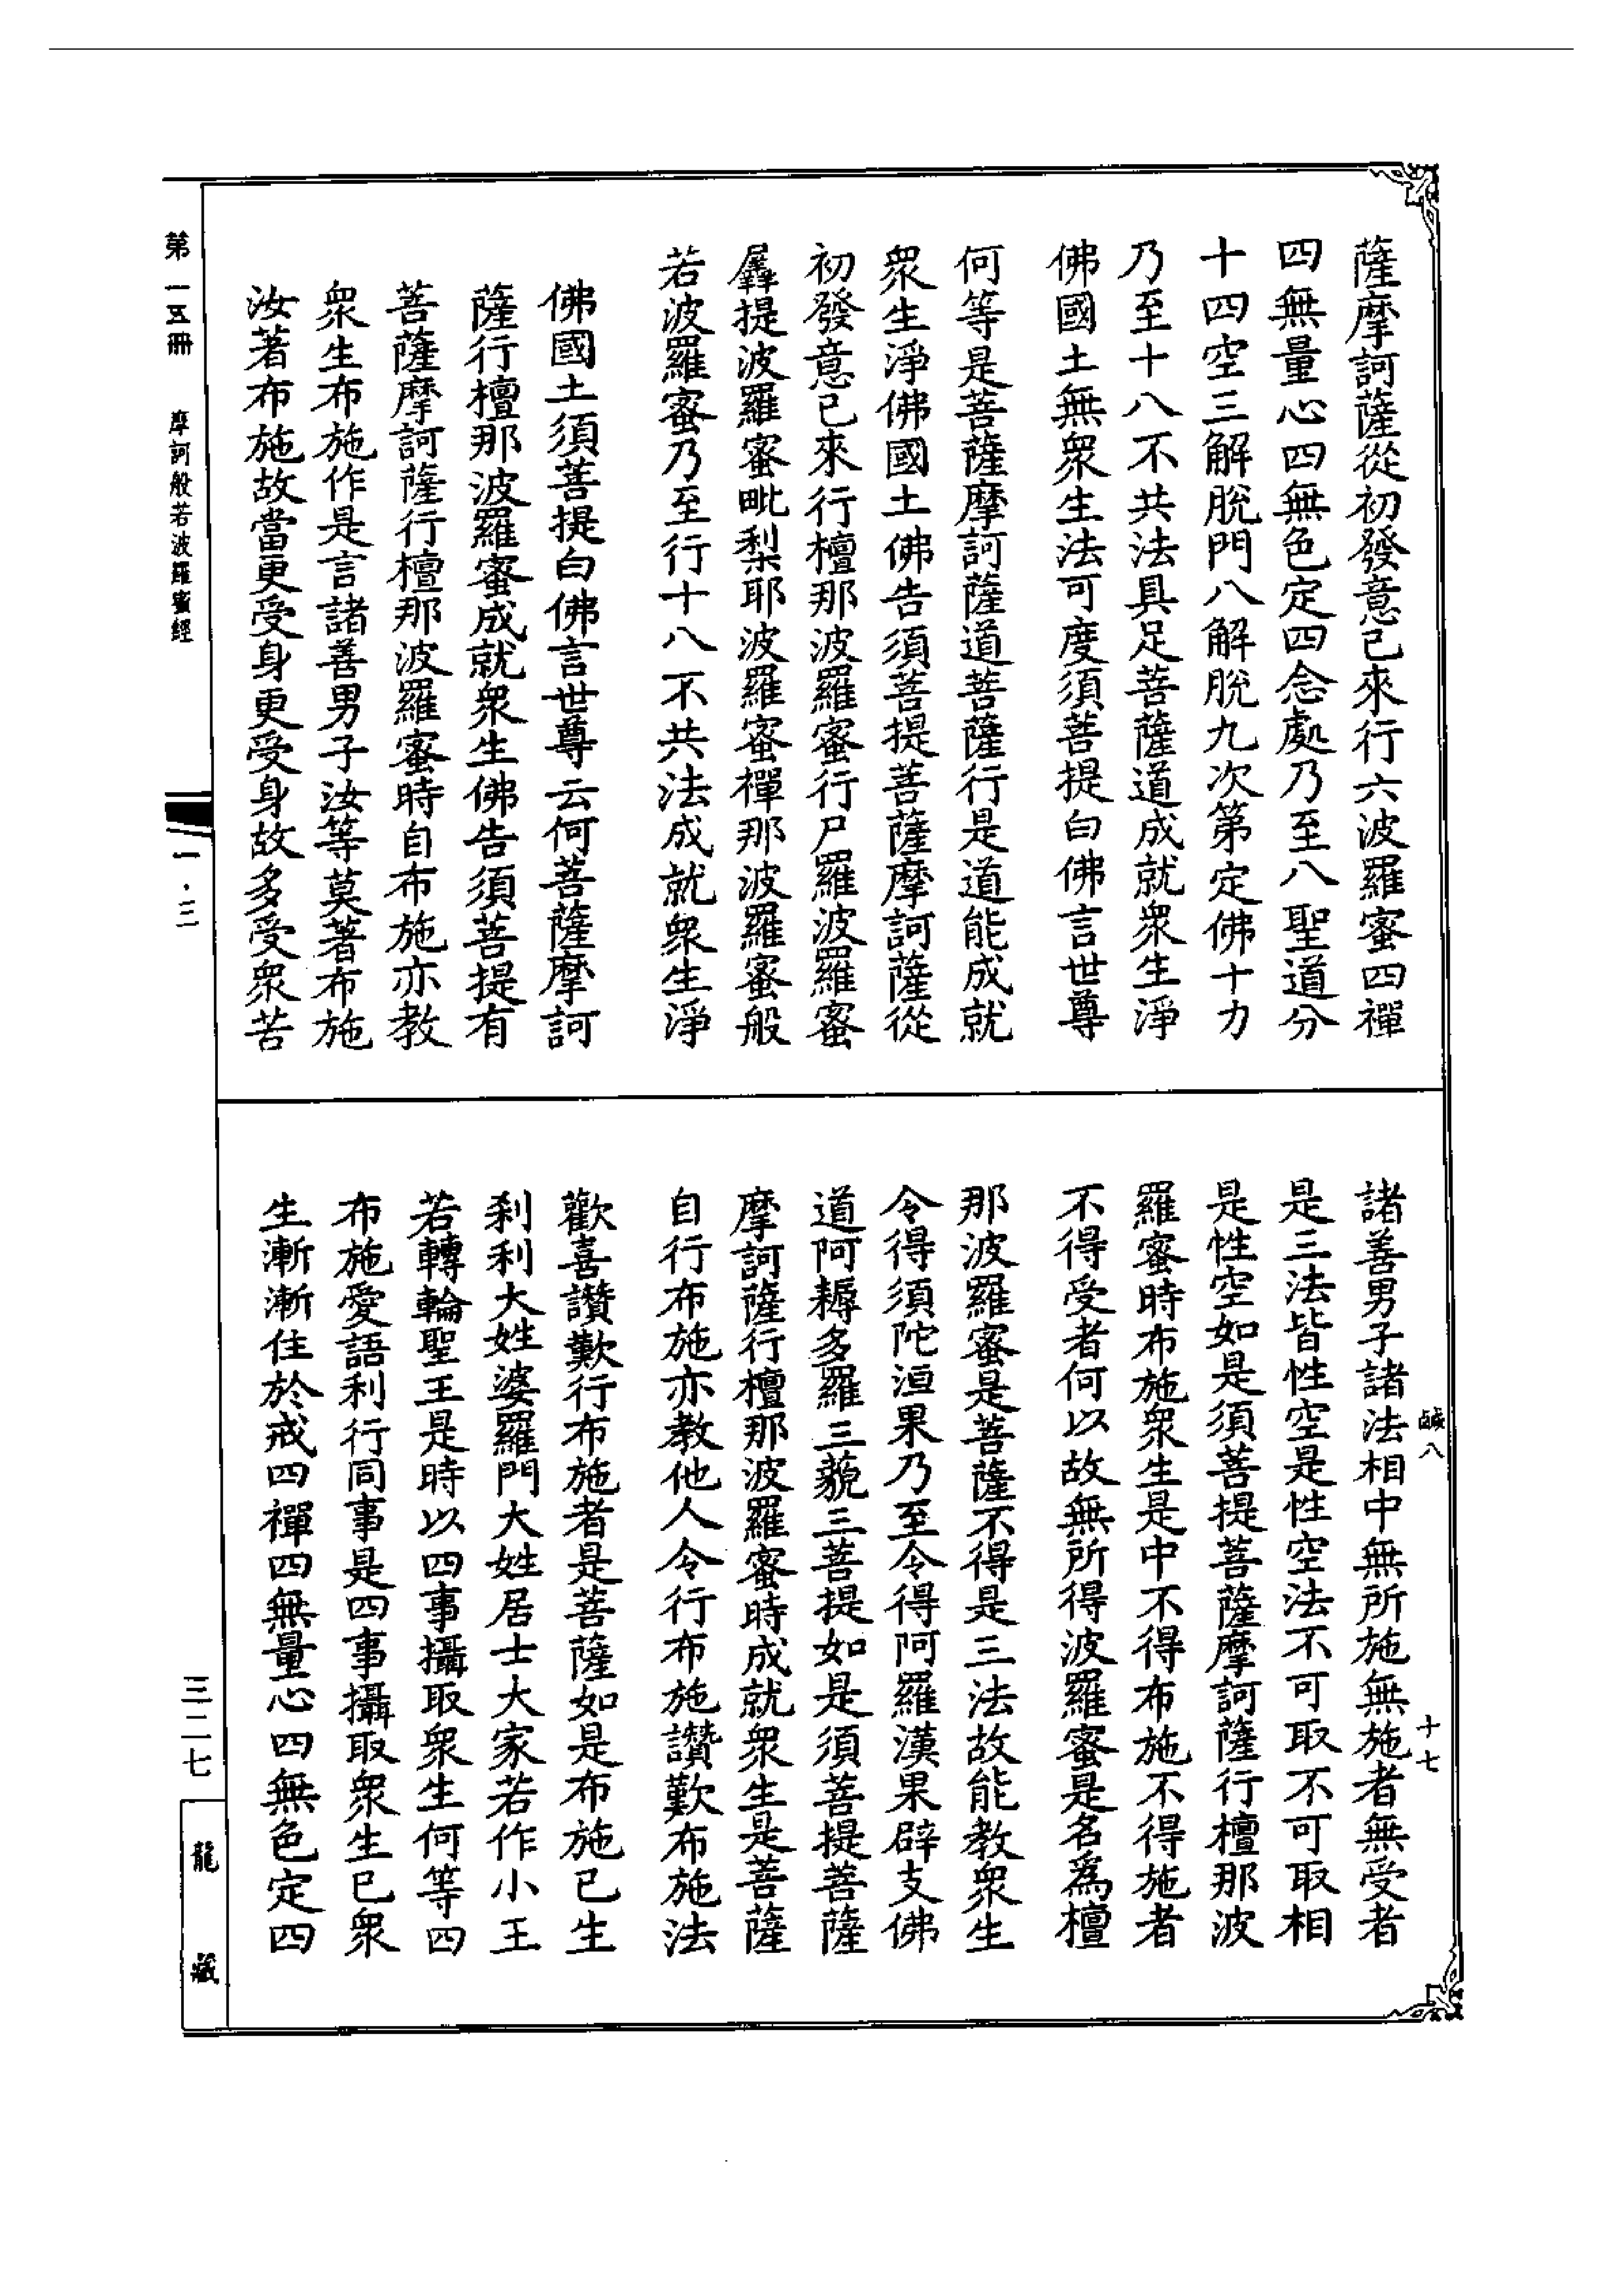 薩摩訶薩從初發意已來行六波羅蜜四禪
四無量心四無色定四念處乃至八聖道分
十四空三解脫門八解脫九次第定佛十力
乃至十八不共法具足菩薩道成就衆生淨
佛國土無衆生法可度須菩提白佛言世尊
何等是菩薩摩訶薩道菩薩行是道能成就
衆生淨佛國土佛告須菩提菩薩摩訶薩從
初發意已來行檀那波羅蜜行尸羅波羅蜜
羼提波羅蜜毗梨耶波羅蜜禪那波羅蜜般
若波羅蜜乃至行十八不共法成就衆生淨
佛國土須菩提白佛言世尊云何菩薩摩訶
薩行檀那波羅蜜成就衆生佛告須菩提有
菩薩摩訶薩行檀那波羅蜜時自布施亦教
衆生布施作是言諸善男子汝等莫著布施
汝著布施故當更受身更受身故多受衆苦
諸善男子諸法相中無所施無施者無受者
是三法皆性空是性空法不可取不可取相
是性空如是須菩提菩薩摩訶薩行檀那波
羅蜜時布施衆生是中不得布施不得施者
不得受者何以故無所得波羅蜜是名爲檀
那波羅蜜是菩薩不得是三法故能教衆生
令得須陀洹果乃至令得阿羅漢果辟支佛
道阿耨多羅三藐三菩提如是須菩提菩薩
摩訶薩行檀那波羅蜜時成就衆生是菩薩
自行布施亦教他人令行布施讚歎布施法
歡喜讚歎行布施者是菩薩如是布施已生
剎利大姓婆羅門大姓居士大家若作小王
若轉輪聖王是時以四事攝取衆生何等四
布施愛語利行同事是四事攝取衆生已衆
生漸漸住於戒四禪四無量心四無色定四
鹹八
十七
第一五冊
摩訶般若波羅蜜經
一·三
三二七
龍藏